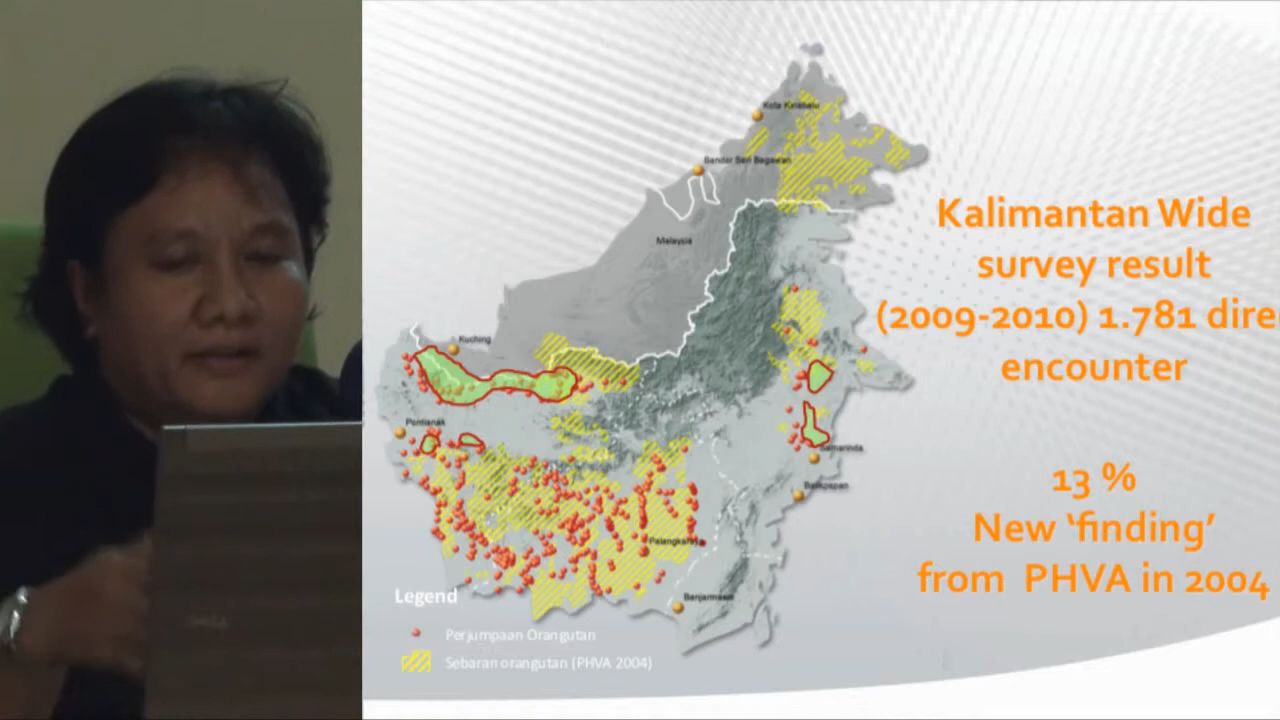 Kota Kinabalu
Bandar Seri Begawan
Malaysia
Kuching
Pontianak
Samarinda
Balikpapan
Palangkaraya
Banjarmasin
Kalimantan Wide
survey result
(2009-2010) 1.781 dire
encounter
13 %
New ‘finding’
from PHVA in 2004
Legend
Perjumpaan Orangutan
Sebaran orangutan (PHVA 2004)